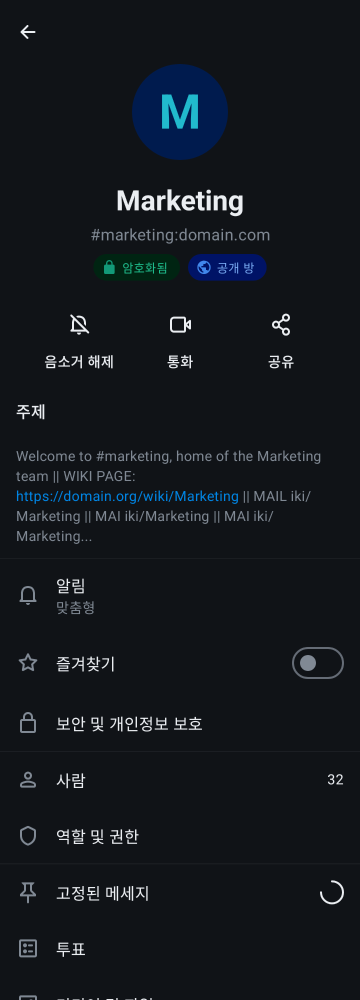 M
Marketing
#marketing:domain.com
암호화됨
공개 방
음소거 해제
통화
공유
주제
Welcome to #marketing, home of the Marketing
team || WIKI PAGE:
https://domain.org/wiki/Marketing || MAIL iki/
Marketing || MAI iki/Marketing || MAI iki/
Marketing...
알림
맞춤형
즐겨찾기
보안 및 개인정보 보호
사람
32
역할 및 권한
고정된 메세지
투표